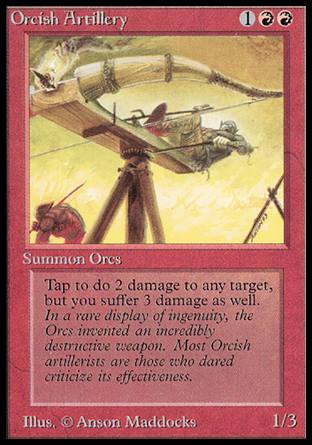 Orcish Artillery 1
Summon Orcs
Tap to do 2 damage to any target,
but you suffer 3 damage as well.
In a rare display of ingenuity, the
Orcs invented an incredibly
destructive weapon. Most Orcish
artillerists are those who dared
criticize its effectiveness.
Illus. © Anson Maddocks 1/3